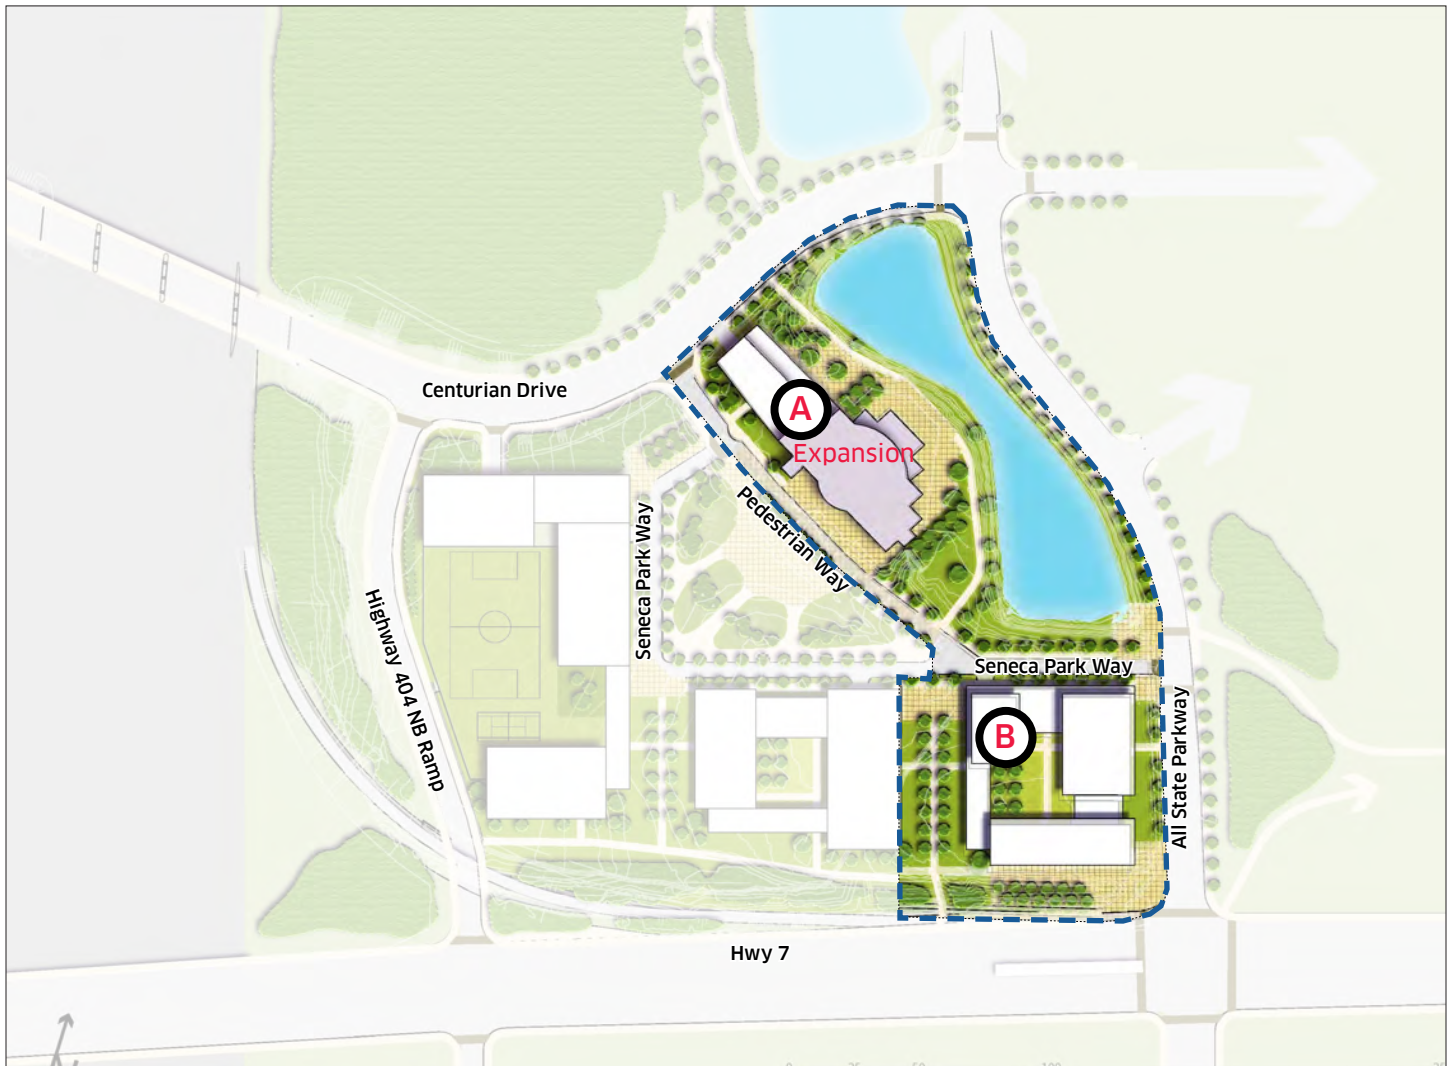 Centurian Drive
A
Expansion
Pedestrian Way
Seneca Park Way
Highway 404 NB Ramp
Seneca Park Way
B
All State Parkway
Hwy 7